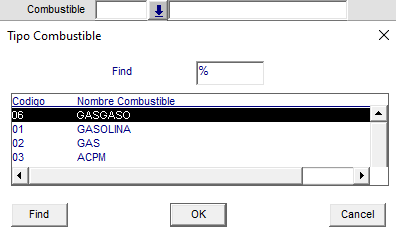 Combustible
Tipo Combustible
Find %
Codigo Nombre Combustible
06 GASGASO
01 GASOLINA
02 GAS
03 ACPM
Find OK Cancel